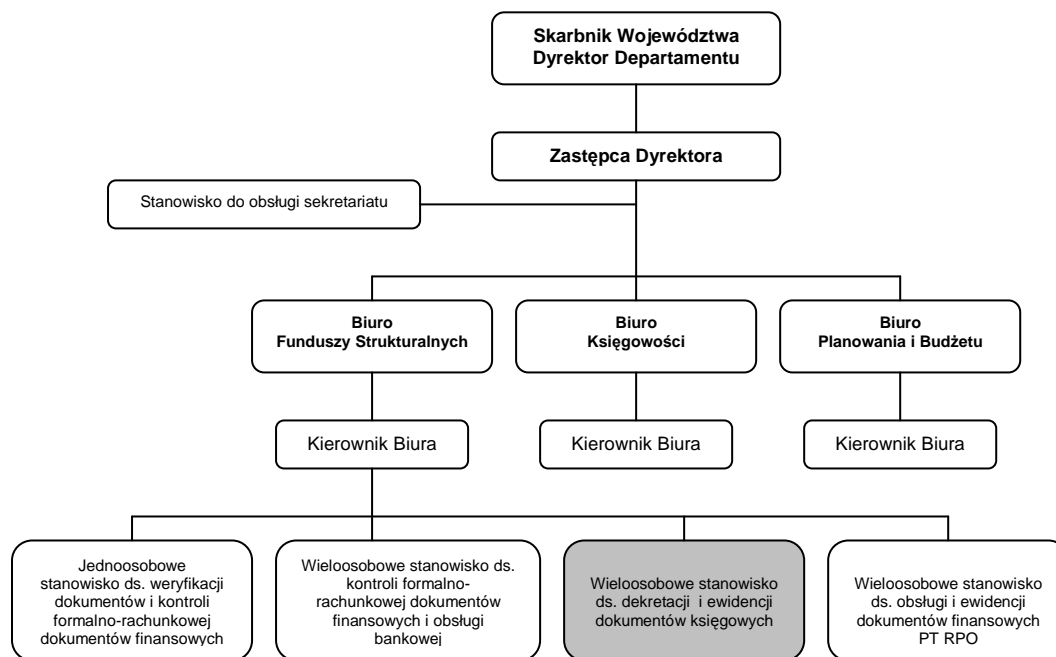 Skarbnik Województwa
Dyrektor Departamentu
Zastępca Dyrektora
Stanowisko do obsługi sekretariatu
Biuro
Funduszy Strukturalnych
Biuro
Księgowości
Biuro
Planowania i Budżetu
Kierownik Biura
Kierownik Biura
Kierownik Biura
Jednoosobowe
stanowisko ds. weryfikacji
dokumentów i kontroli
formalno-rachunkowej
dokumentów finansowych
Wieloosobowe stanowisko ds.
kontroli formalno-
rachunkowej dokumentów
finansowych i obsługi
bankowej
Wieloosobowe stanowisko
ds. dekretacji i ewidencji
dokumentów księgowych
Wieloosobowe stanowisko
ds. obsługi i ewidencji
dokumentów finansowych
PT RPO